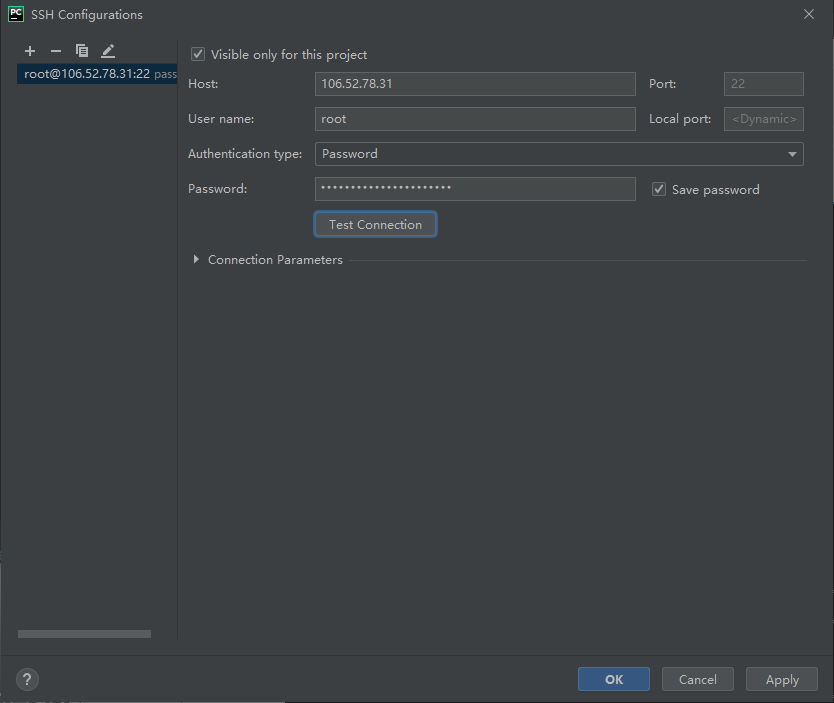 PC SSH Configurations
root@106.52.78.31:22 pass
Visible only for this project
Host: 106.52.78.31 Port: 22
User name: root Local port: <Dynamic>
Authentication type: Password
Password: •••••••••••••••••••••• Save password
Test Connection
Connection Parameters
? OK Cancel Apply